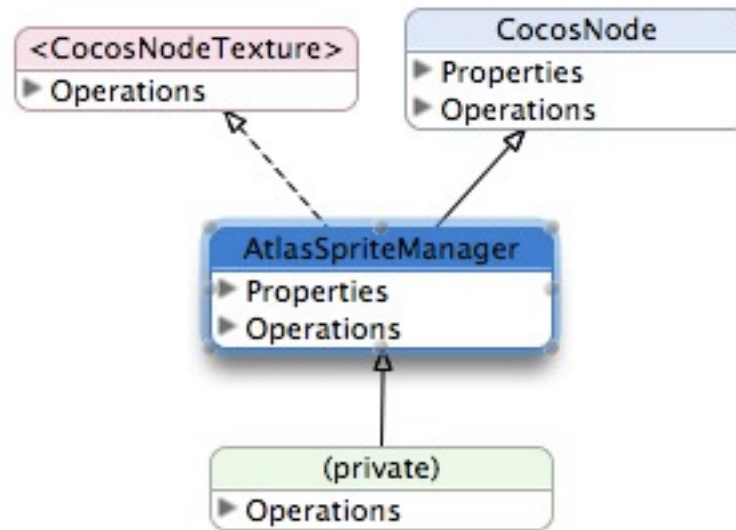 <CocosNodeTexture>
Operations
CocosNode
Properties
Operations
AtlasSpriteManager
Properties
Operations
(private)
Operations